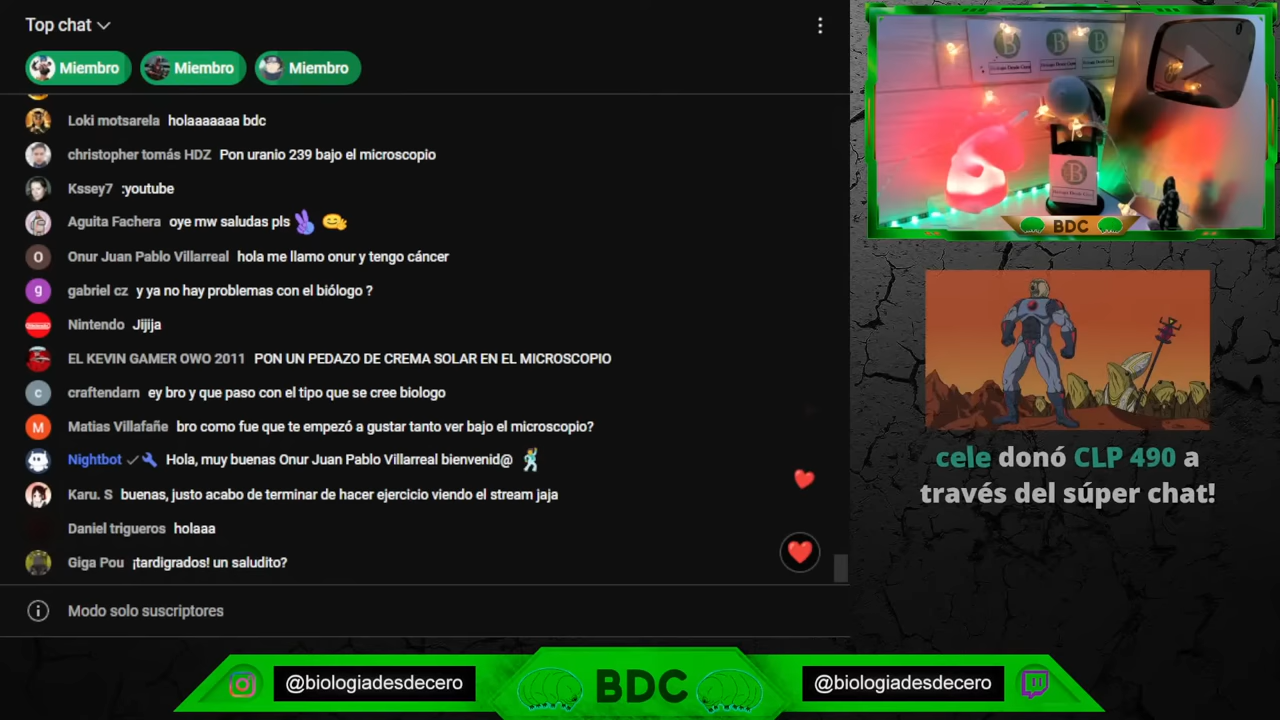 Top chat
Miembro Miembro Miembro
Loki motsarela holaaaaaaa bdc
christopher tomás HDZ Pon uranio 239 bajo el microscopio
Kssey7 :youtube
Aguita Fachera oye mw saludas pls
Onur Juan Pablo Villarreal hola me llamo onur y tengo cáncer
gabriel cz y ya no hay problemas con el biólogo ?
Nintendo Jijija
EL KEVIN GAMER OWO 2011 PON UN PEDAZO DE CREMA SOLAR EN EL MICROSCOPIO
craftendarn ey bro y que paso con el tipo que se cree biologo
Matias Villafañe bro como fue que te empezó a gustar tanto ver bajo el microscopio?
Nightbot Hola, muy buenas Onur Juan Pablo Villarreal bienvenid@
Karu. S buenas, justo acabo de terminar de hacer ejercicio viendo el stream jaja
Daniel trigueros holaaa
Giga Pou ¡tardigrados! un saludito?
Modo solo suscriptores
BDC
cele donó CLP 490 a
través del súper chat!
@biologiadesdecero
BDC
@biologiadesdecero